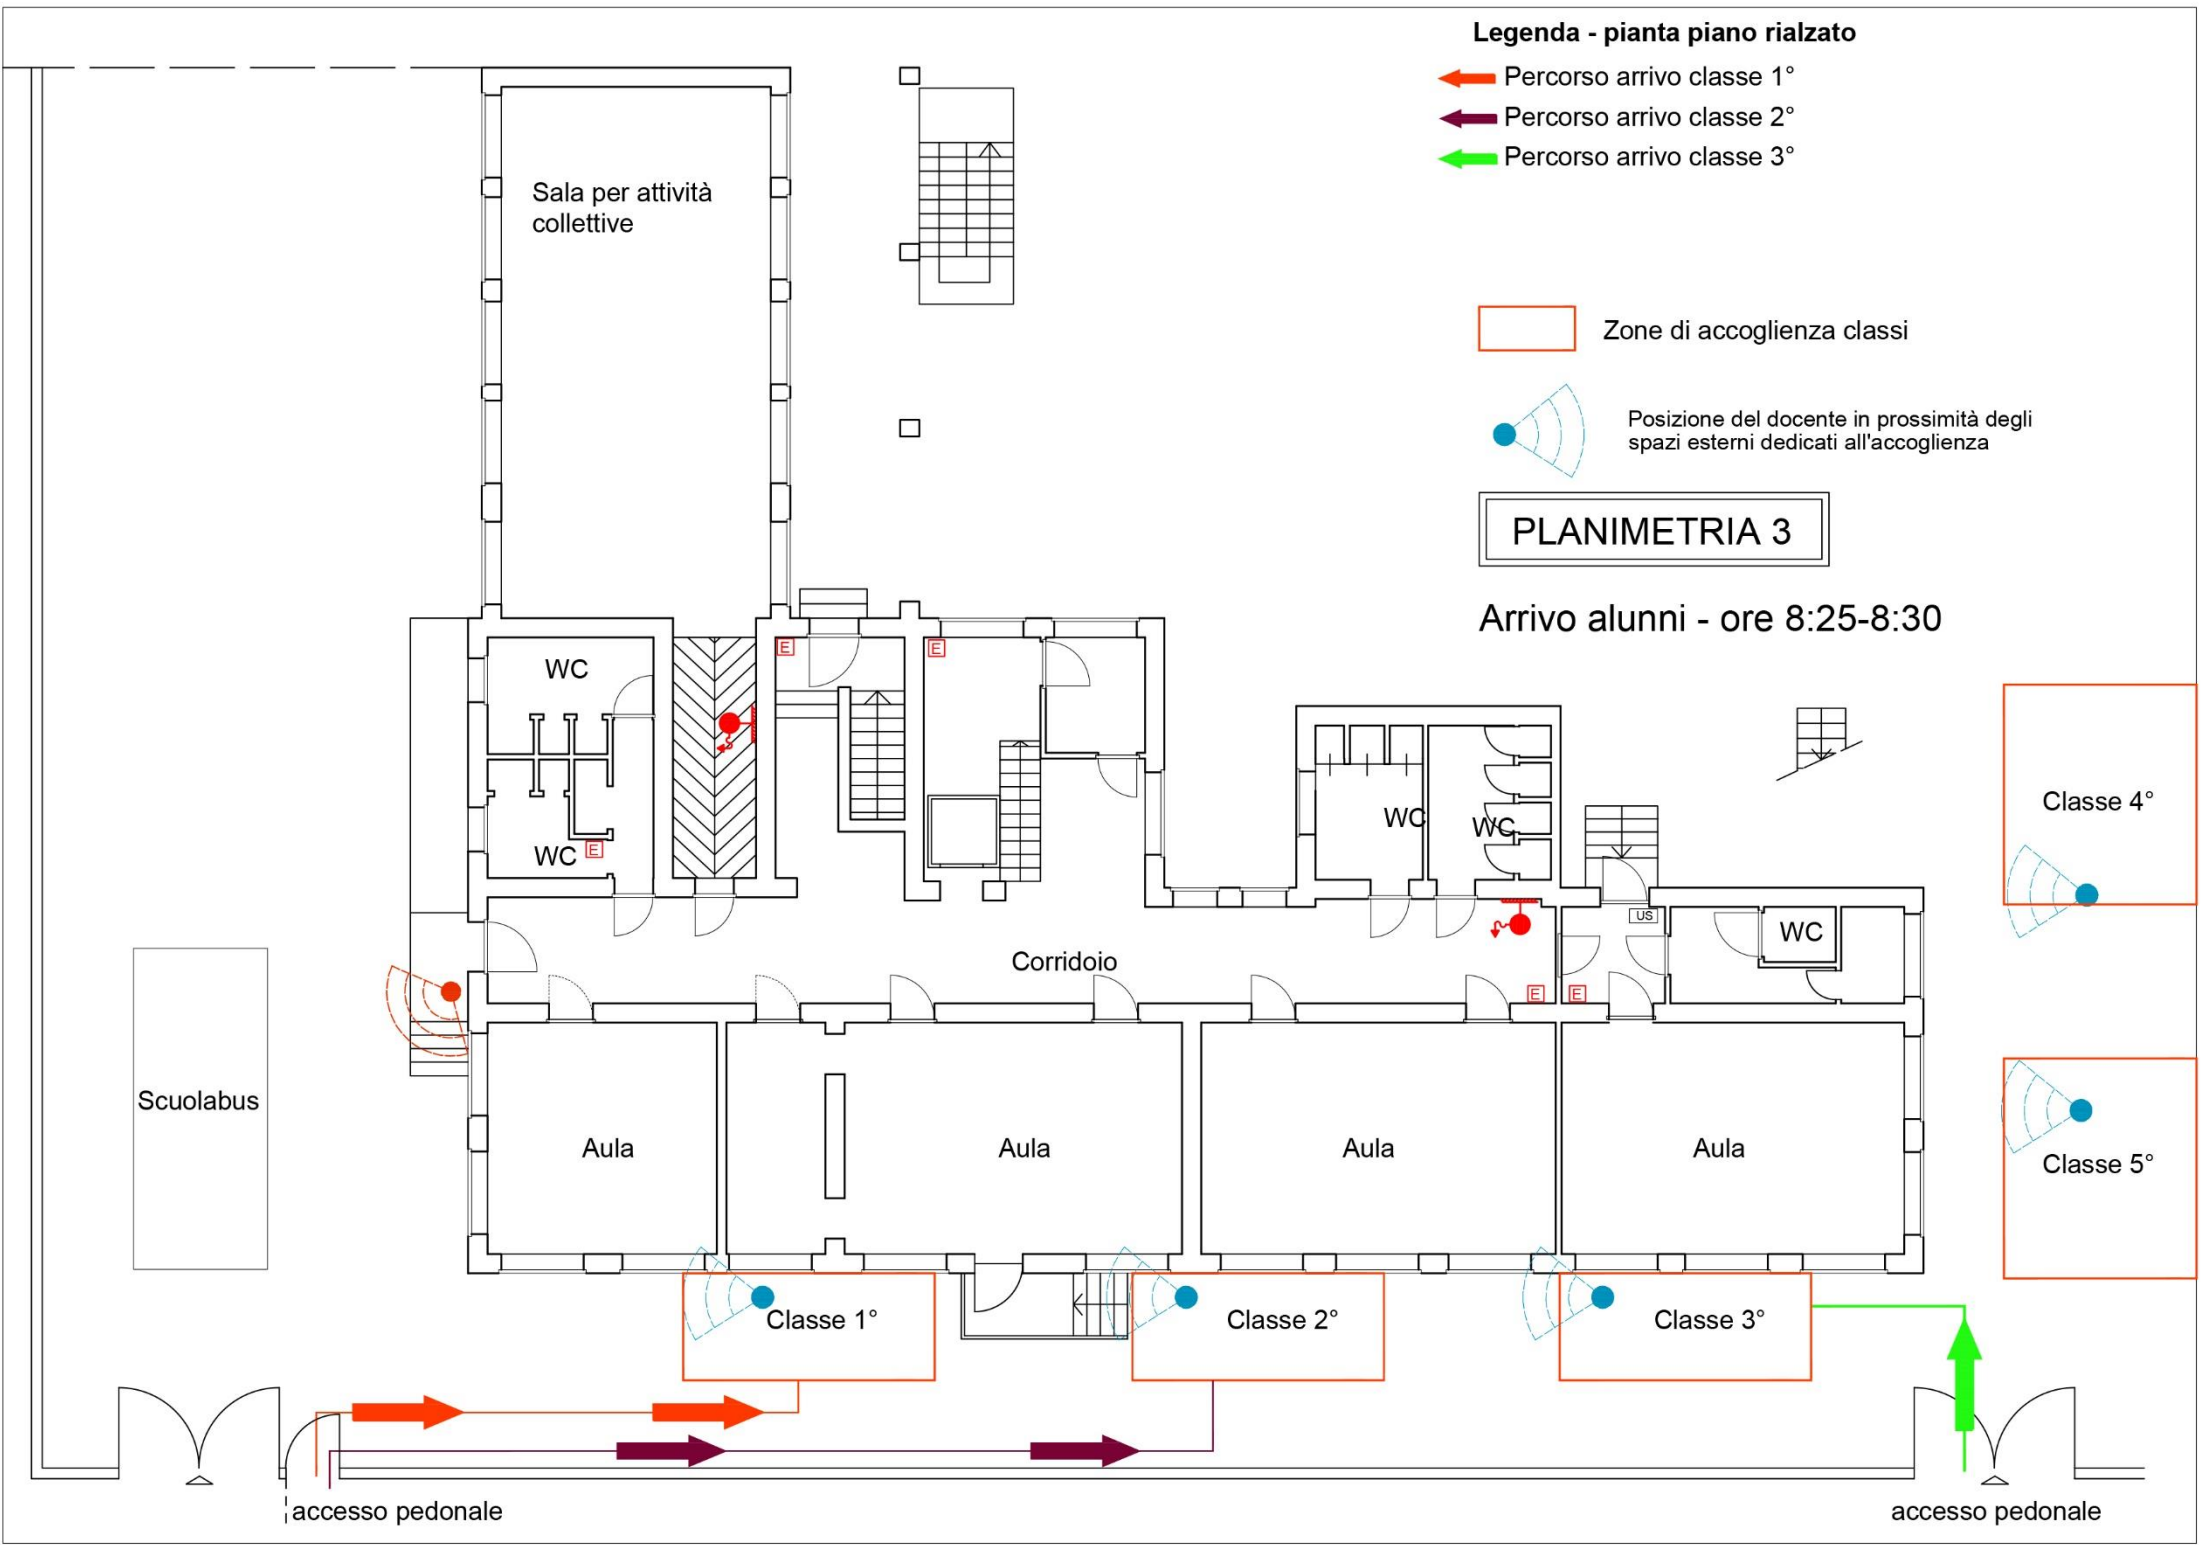 Legenda - pianta piano rialzato
Percorso arrivo classe 1°
Percorso arrivo classe 2°
Percorso arrivo classe 3°
Sala per attività
collettive
Zone di accoglienza classi
Posizione del docente in prossimità degli
spazi esterni dedicati all'accoglienza
PLANIMETRIA 3
Arrivo alunni - ore 8:25-8:30
E
E
WC
Classe 4°
WC
WC
WC
E
US
WC
Corridoio
E
E
Scuolabus
Aula
Aula
Aula
Aula
Classe 5°
Classe 1°
Classe 2°
Classe 3°
accesso pedonale
accesso pedonale